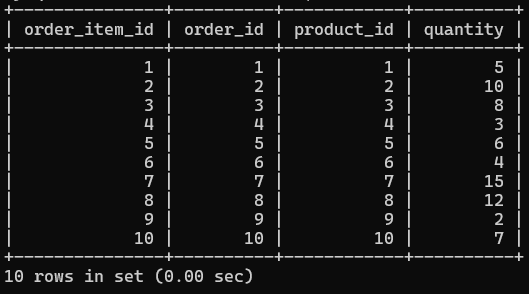 +---------------+----------+------------+----------+
| order_item_id | order_id | product_id | quantity |
+---------------+----------+------------+----------+
|             1 |        1 |          1 |        5 |
|             2 |        2 |          2 |       10 |
|             3 |        3 |          3 |        8 |
|             4 |        4 |          4 |        3 |
|             5 |        5 |          5 |        6 |
|             6 |        6 |          6 |        4 |
|             7 |        7 |          7 |       15 |
|             8 |        8 |          8 |       12 |
|             9 |        9 |          9 |        2 |
|            10 |       10 |         10 |        7 |
+---------------+----------+------------+----------+
10 rows in set (0.00 sec)